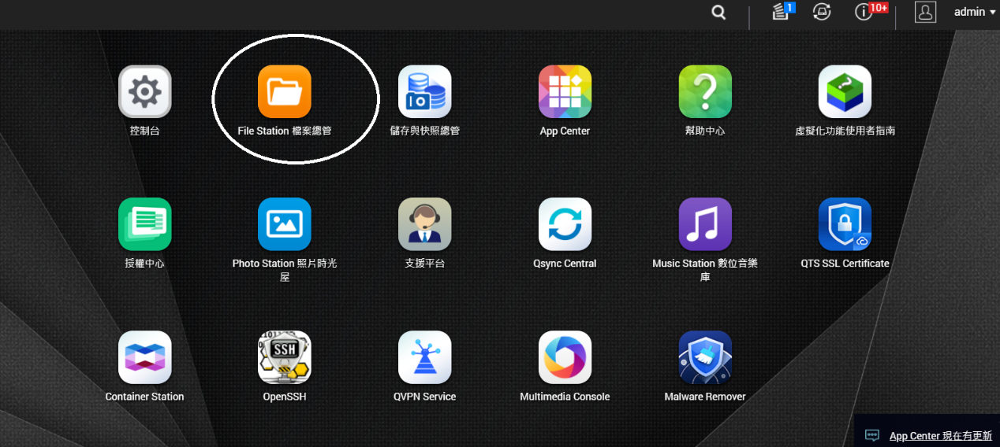 1
10+
admin
控制台
File Station 檔案總管
儲存與快照總管
App Center
幫助中心
虛擬化功能使用者指南
授權中心
Photo Station 照片時光
屋
支援平台
Qsync Central
Music Station 數位音樂
庫
QTS SSL Certificate
Container Station
SSH
OpenSSH
QVPN Service
Multimedia Console
Malware Remover
App Center 現在有更新